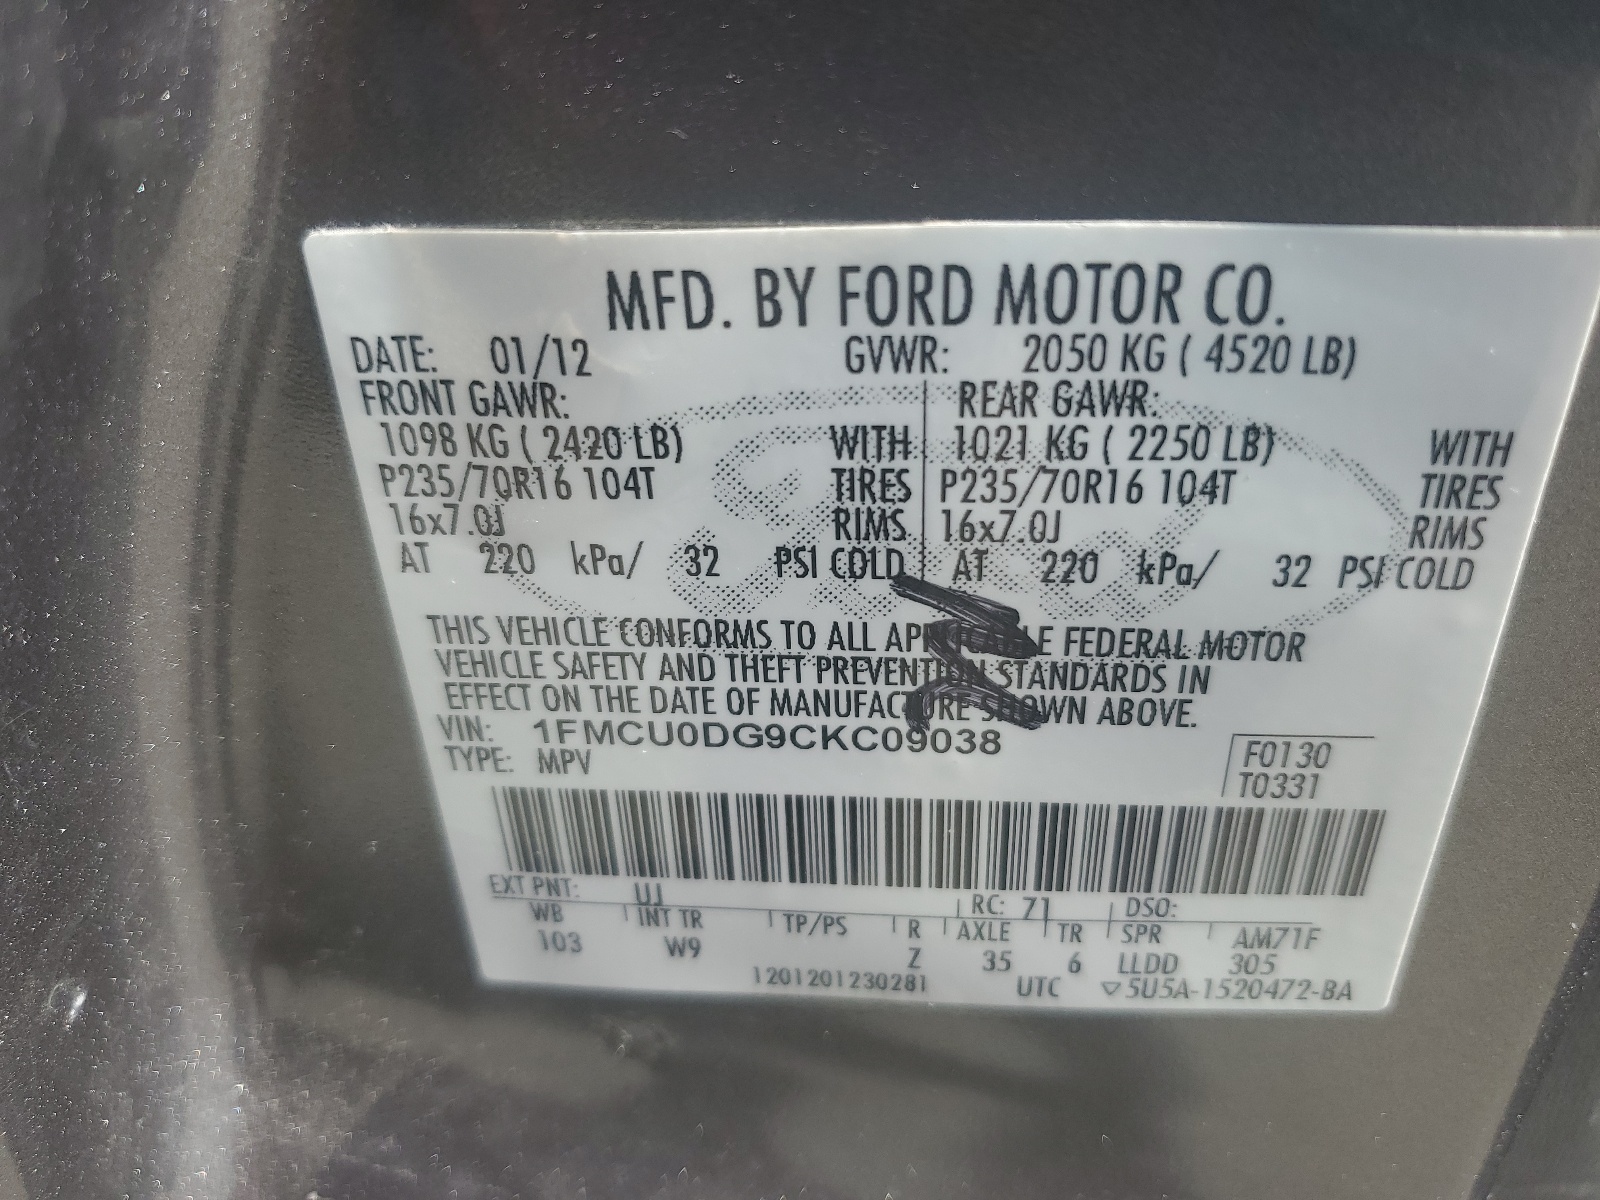 MFD. BY FORD MOTOR CO.
DATE: 01/12 GVWR: 2050 KG ( 4520 LB)
FRONT GAWR: REAR GAWR:
1098 KG ( 2420 LB) WITH 1021 KG ( 2250 LB) WITH
P235/70R16 104T TIRES P235/70R16 104T TIRES
16x7.0J RIMS 16x7.0J RIMS
AT 220 kPa/ 32 PSI COLD AT 220 kPa/ 32 PSI COLD
THIS VEHICLE CONFORMS TO ALL APPLICABLE FEDERAL MOTOR
VEHICLE SAFETY AND THEFT PREVENTION STANDARDS IN
EFFECT ON THE DATE OF MANUFACTURE SHOWN ABOVE.
VIN: 1FMCU0DG9CKC09038
TYPE: MPV
F0130
T0331
EXT PNT: UJ RC: 71 DSO:
WB INT TR TP/PS R AXLE TR SPR AM71F
103 W9 Z 35 6 LLDD 305
1201201230281 UTC ▽5U5A-1520472-BA